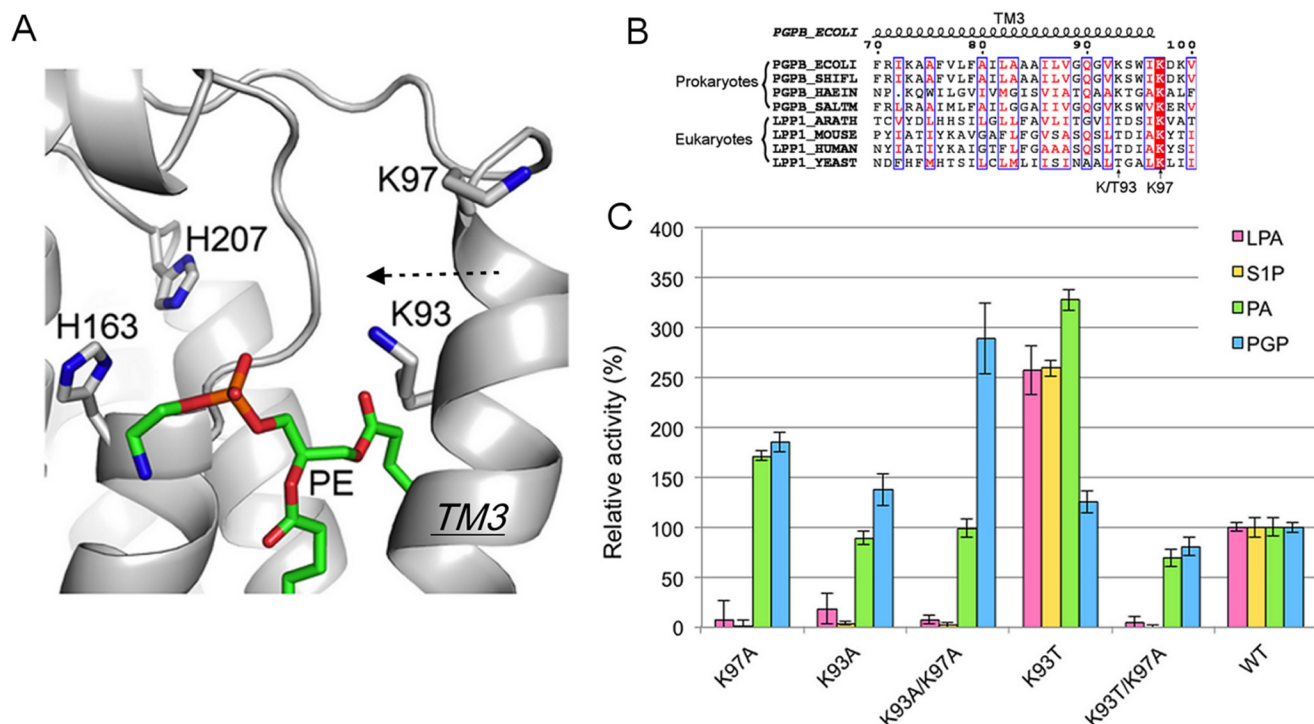 A
K97
H207
K93
H163
PE
TM3
B
TM3
PGPB_ECOLI
70 80 90 100
Prokaryotes
PGPB_ECOLI FRIKAAFVLFAILAAAILVGQGVKSWIKDKV
PGPB_SHIFL FRIKAAFVLFAILAAAILVGQGVKSWIKDKV
PGPB_HAEIN NP.KQWILGVIVMGISVIATQAAKTGAKALF
PGPB_SALTM FRLRAAIMLFAILGGAIIVGQGVKSWVKERV
Eukaryotes
LPP1_ARATH TCVYDLHHSILGLLFAVLITGVITDSIKVAT
LPP1_MOUSE PYIATIYKAVGAFLFGVSASQSLTDIAKYTI
LPP1_HUMAN NYIATIYKAIGTFLFGAAASQSLTDIAKYSI
LPP1_YEAST NDFHFMHTSILCLMLIISINAALTGALKLII
K/T93 K97
C
Relative activity (%)
400
350
300
250
200
150
100
50
0
LPA
S1P
PA
PGP
K97A
K93A
K93A/K97A
K93T
K93T/K97A
WT